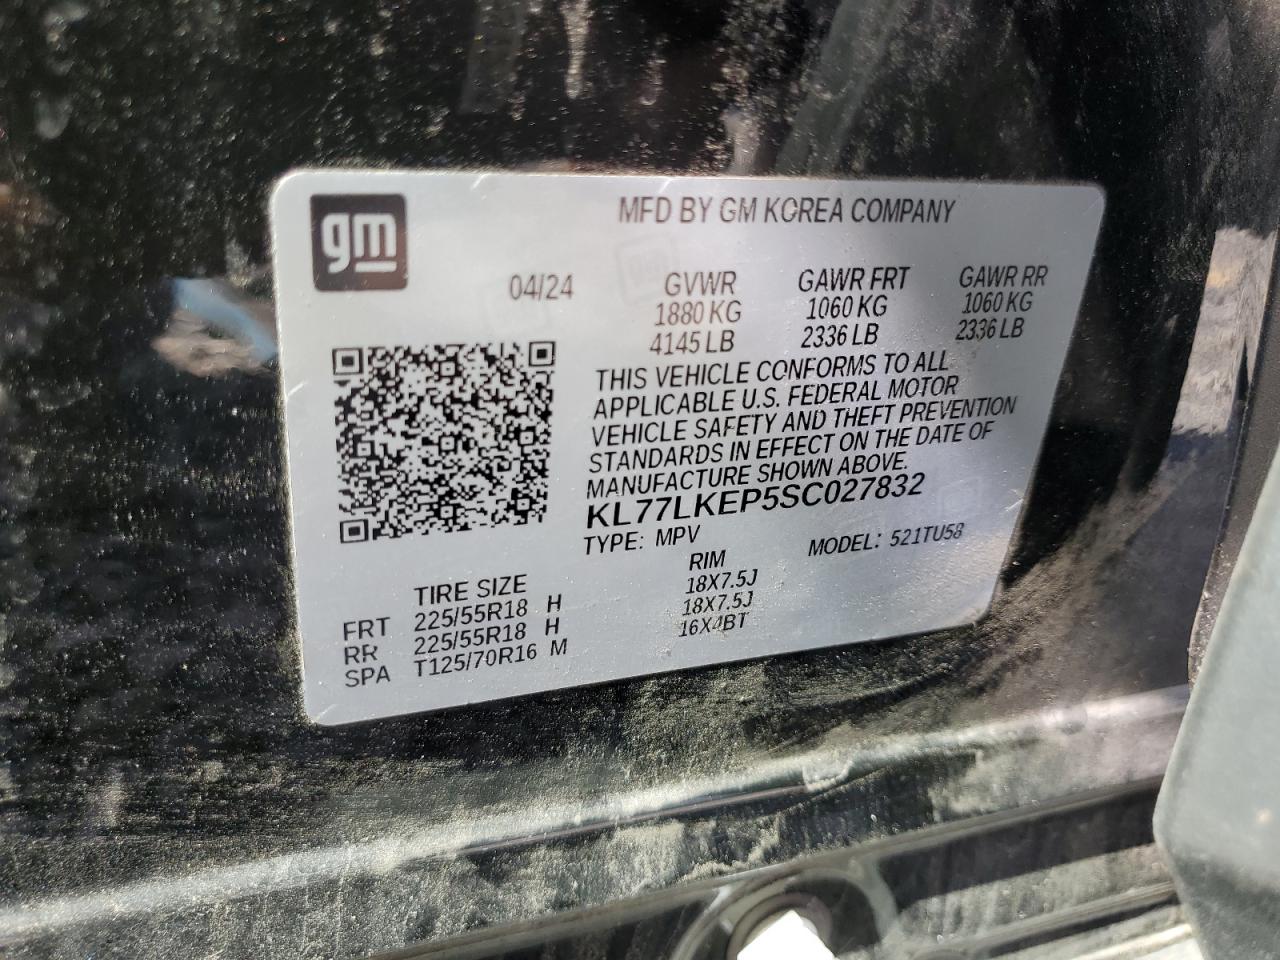 gm
MFD BY GM KOREA COMPANY
04/24
GVWR GAWR FRT GAWR RR
1880 KG 1060 KG 1060 KG
4145 LB 2336 LB 2336 LB
THIS VEHICLE CONFORMS TO ALL
APPLICABLE U.S. FEDERAL MOTOR
VEHICLE SAFETY AND THEFT PREVENTION
STANDARDS IN EFFECT ON THE DATE OF
MANUFACTURE SHOWN ABOVE.
KL77LKEP5SC027832
TYPE: MPV MODEL: 521TU58
TIRE SIZE RIM
FRT 225/55R18 H 18X7.5J
RR 225/55R18 H 18X7.5J
SPA T125/70R16 M 16X4BT